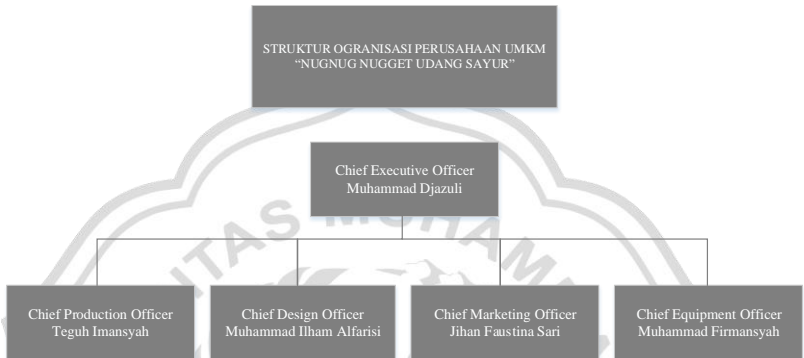 STRUKTUR OGRANISASI PERUSAHAAN UMKM
“NUGNUG NUGGET UDANG SAYUR”
Chief Executive Officer
Muhammad Djazuli
Chief Production Officer
Teguh Imansyah
Chief Design Officer
Muhammad Ilham Alfarisi
Chief Marketing Officer
Jihan Faustina Sari
Chief Equipment Officer
Muhammad Firmansyah